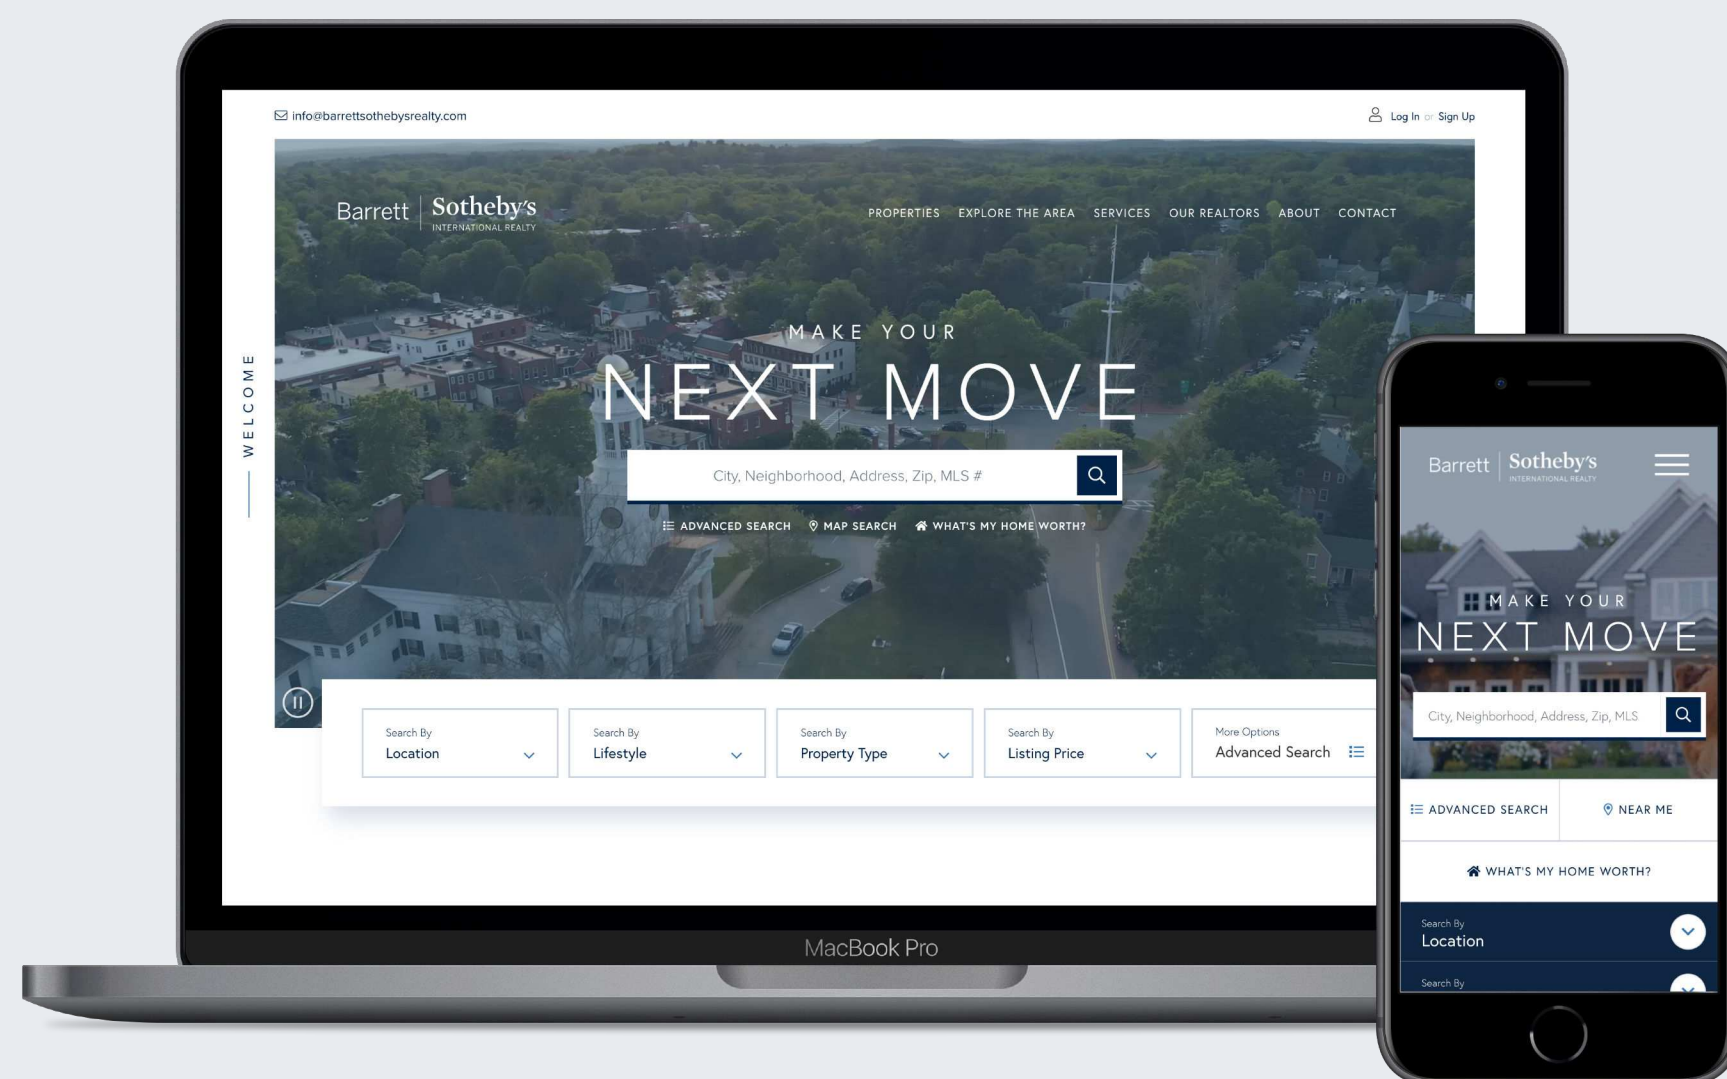 info@barrettsothebysrealty.com
Log In or Sign Up
Barrett | Sotheby's
INTERNATIONAL REALTY
PROPERTIES EXPLORE THE AREA SERVICES OUR REALTORS ABOUT CONTACT
WELCOME
MAKE YOUR
NEXT MOVE
City, Neighborhood, Address, Zip, MLS #
ADVANCED SEARCH MAP SEARCH WHAT'S MY HOME WORTH?
Search By
Location
Search By
Lifestyle
Search By
Property Type
Search By
Listing Price
More Options
Advanced Search
MacBook Pro
Barrett | Sotheby's
INTERNATIONAL REALTY
MAKE YOUR
NEXT MOVE
City, Neighborhood, Address, Zip, MLS
ADVANCED SEARCH
NEAR ME
WHAT'S MY HOME WORTH?
Search By
Location
Search By